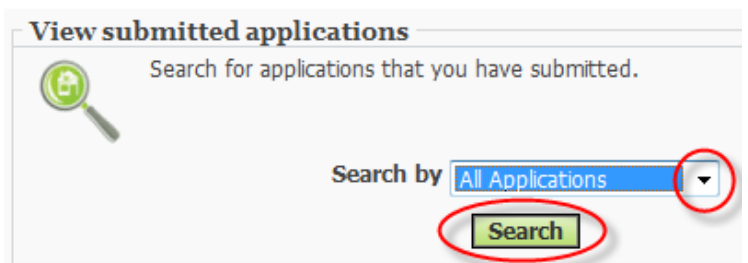 View submitted applications
Search for applications that you have submitted.
Search by All Applications
Search